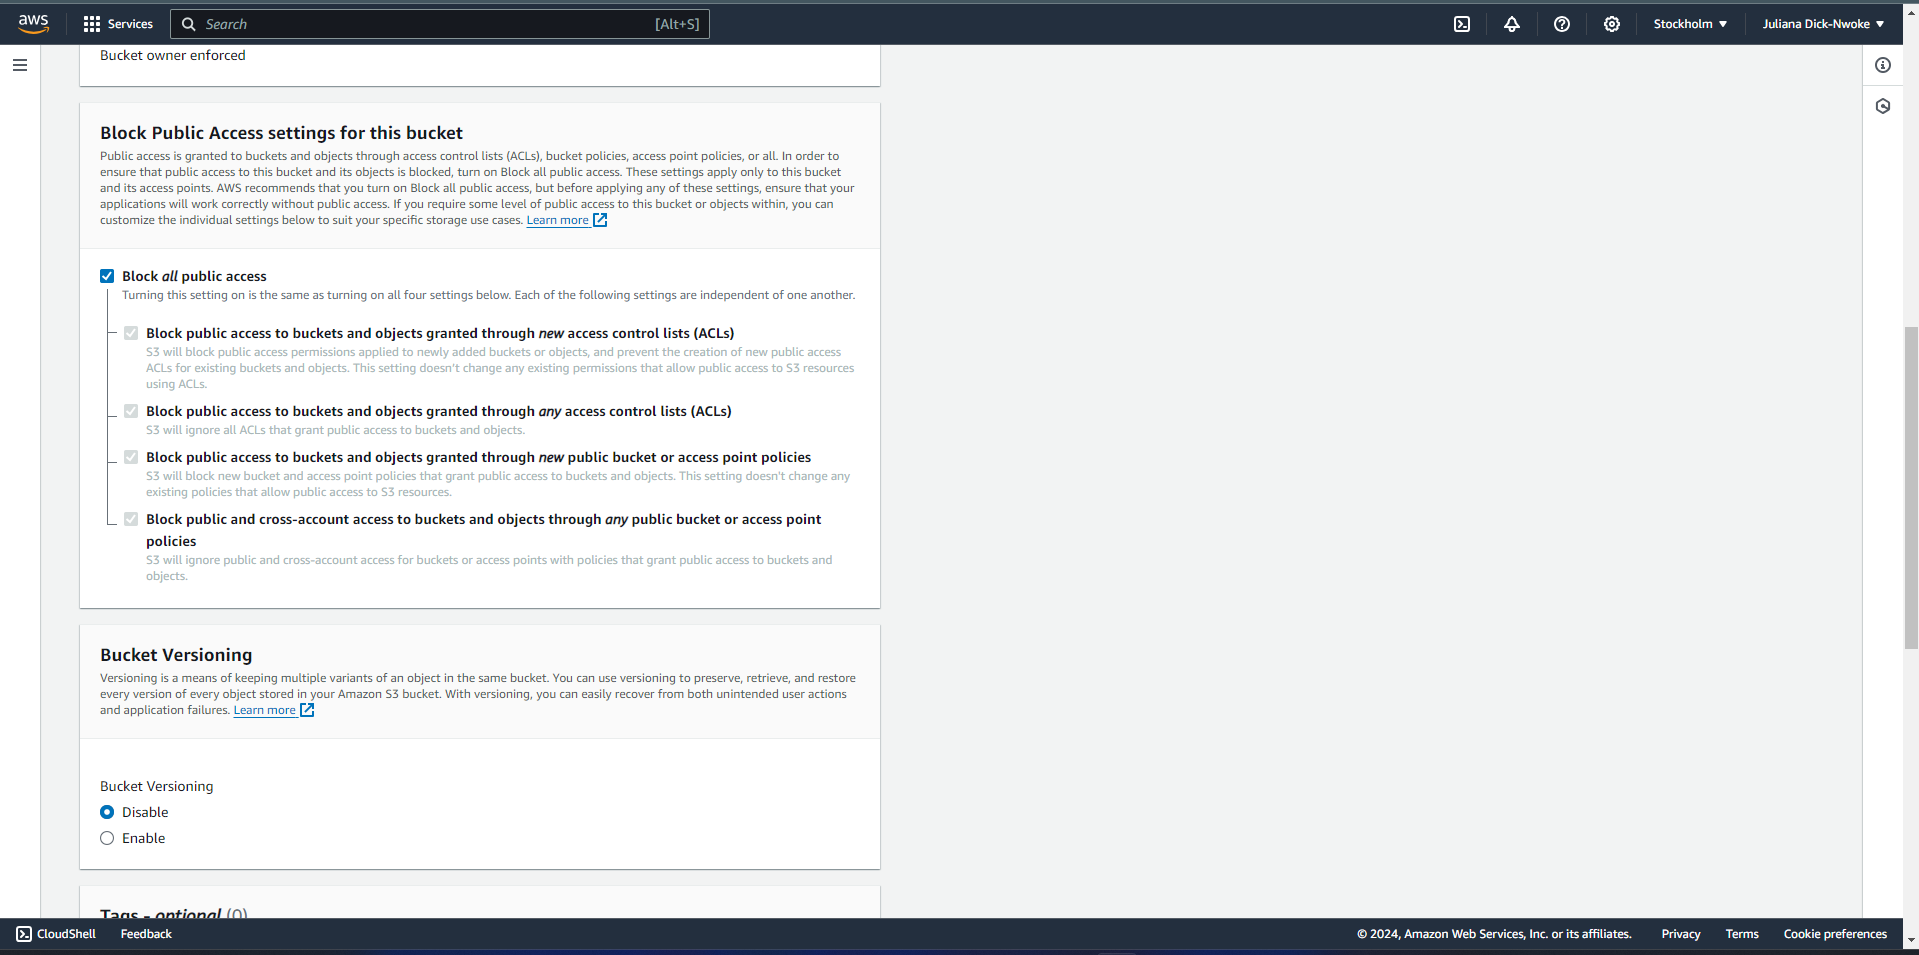 aws
Services
Search
[Alt+S]
Stockholm
Juliana Dick-Nwoke
Bucket owner enforced
Block Public Access settings for this bucket
Public access is granted to buckets and objects through access control lists (ACLs), bucket policies, access point policies, or all. In order to
ensure that public access to this bucket and its objects is blocked, turn on Block all public access. These settings apply only to this bucket
and its access points. AWS recommends that you turn on Block all public access, but before applying any of these settings, ensure that your
applications will work correctly without public access. If you require some level of public access to this bucket or objects within, you can
customize the individual settings below to suit your specific storage use cases. Learn more
Block all public access
Turning this setting on is the same as turning on all four settings below. Each of the following settings are independent of one another.
Block public access to buckets and objects granted through new access control lists (ACLs)
S3 will block public access permissions applied to newly added buckets or objects, and prevent the creation of new public access
ACLs for existing buckets and objects. This setting doesn't change any existing permissions that allow public access to S3 resources
using ACLs.
Block public access to buckets and objects granted through any access control lists (ACLs)
S3 will ignore all ACLs that grant public access to buckets and objects.
Block public access to buckets and objects granted through new public bucket or access point policies
S3 will block new bucket and access point policies that grant public access to buckets and objects. This setting doesn't change any
existing policies that allow public access to S3 resources.
Block public and cross-account access to buckets and objects through any public bucket or access point
policies
S3 will ignore public and cross-account access for buckets or access points with policies that grant public access to buckets and
objects.
Bucket Versioning
Versioning is a means of keeping multiple variants of an object in the same bucket. You can use versioning to preserve, retrieve, and restore
every version of every object stored in your Amazon S3 bucket. With versioning, you can easily recover from both unintended user actions
and application failures. Learn more
Bucket Versioning
Disable
Enable
Tags - optional (0)
CloudShell
Feedback
© 2024, Amazon Web Services, Inc. or its affiliates.
Privacy
Terms
Cookie preferences